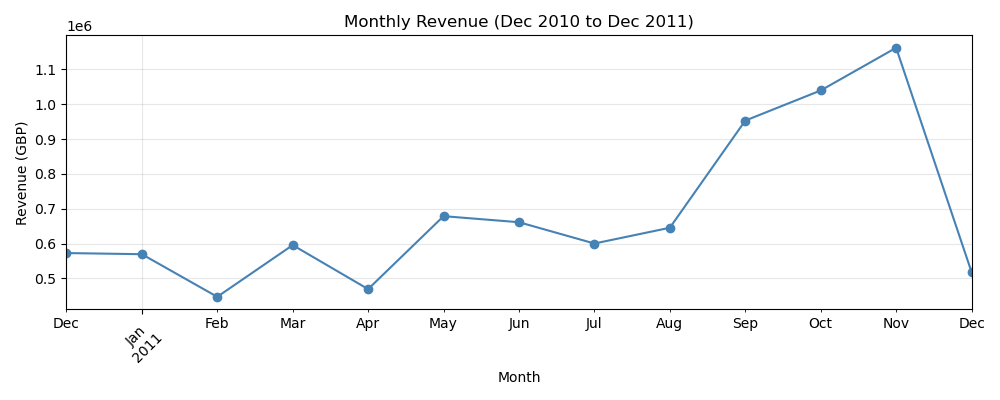 Monthly Revenue (Dec 2010 to Dec 2011)
1e6
1.1
1.0
0.9
0.8
0.7
0.6
0.5
Revenue (GBP)
Dec
Jan
2011
Feb
Mar
Apr
May
Jun
Jul
Aug
Sep
Oct
Nov
Dec
Month